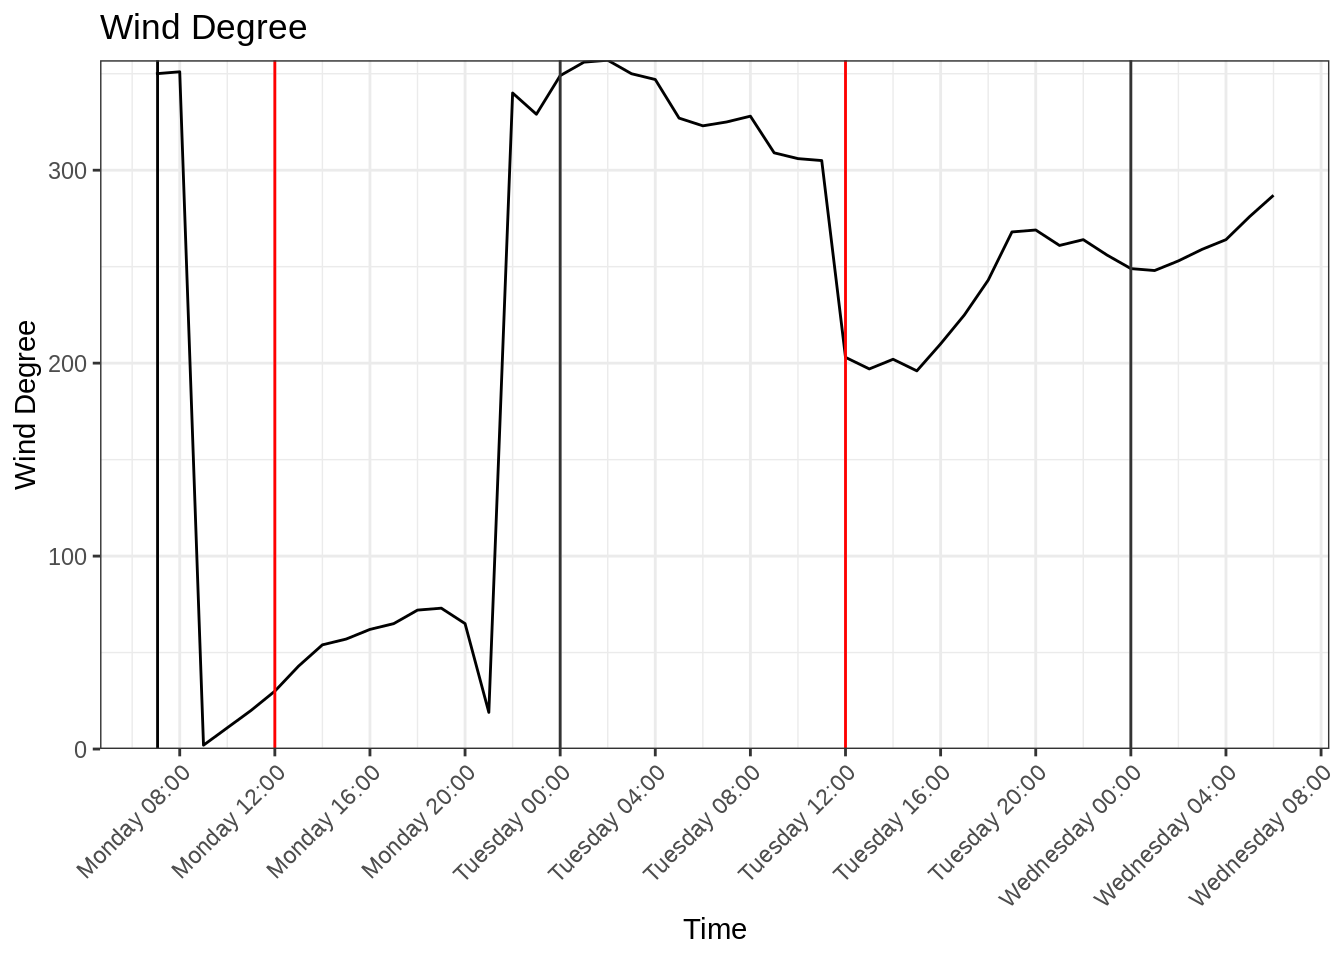 Wind Degree
Wind Degree
300
200
100
0
Monday 08:00
Monday 12:00
Monday 16:00
Monday 20:00
Tuesday 00:00
Tuesday 04:00
Tuesday 08:00
Tuesday 12:00
Tuesday 16:00
Tuesday 20:00
Wednesday 00:00
Wednesday 04:00
Wednesday 08:00
Time